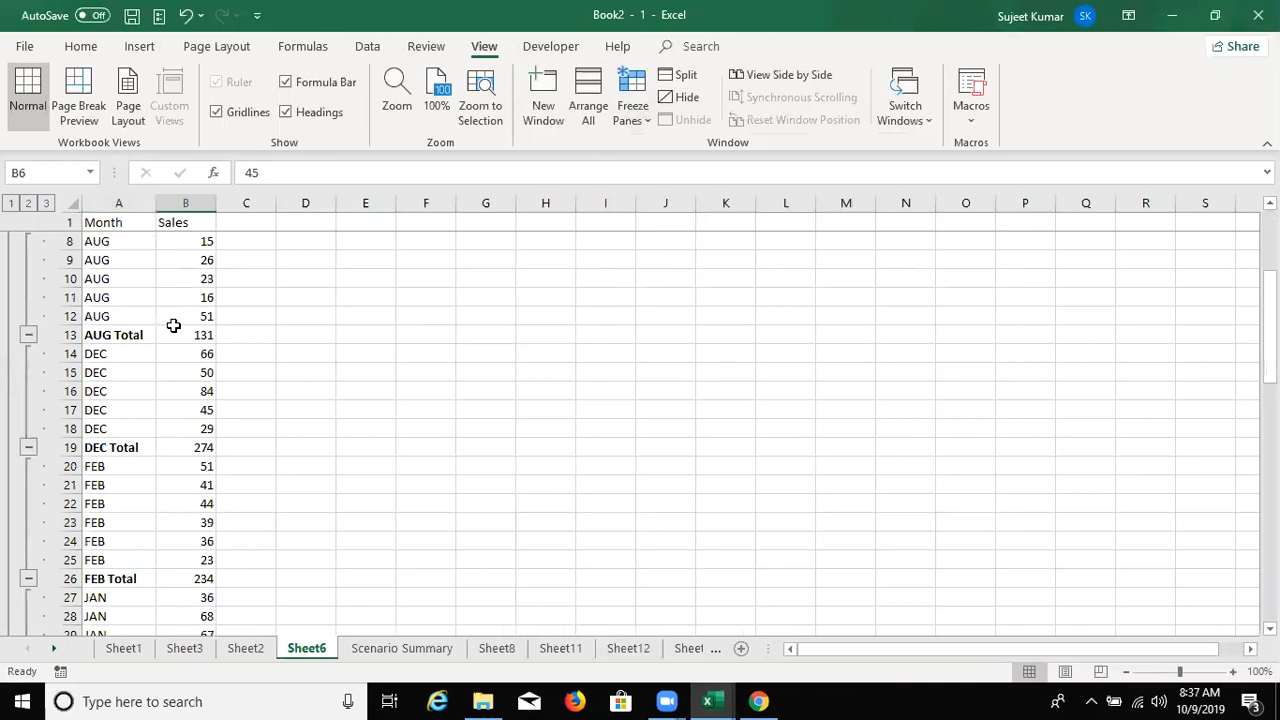 AutoSave Off Book2 - 1 - Excel Sujeet Kumar SK
File Home Insert Page Layout Formulas Data Review View Developer Help Search Share
Normal Page Break Preview Page Layout Custom Views
Workbook Views
Ruler Formula Bar
Gridlines Headings
Show
Zoom 100% Zoom to Selection
100
Zoom
New Window Arrange All Freeze Panes
Split
Hide
Unhide
View Side by Side
Synchronous Scrolling
Reset Window Position
Switch Windows
Window
Macros
Macros
B6 fx 45
1 2 3 A B C D E F G H I J K L M N O P Q R S
1 Month Sales
8 AUG 15
9 AUG 26
10 AUG 23
11 AUG 16
12 AUG 51
13 AUG Total 131
14 DEC 66
15 DEC 50
16 DEC 84
17 DEC 45
18 DEC 29
19 DEC Total 274
20 FEB 51
21 FEB 41
22 FEB 44
23 FEB 39
24 FEB 36
25 FEB 23
26 FEB Total 234
27 JAN 36
28 JAN 68
29 JAN 67
Sheet1 Sheet3 Sheet2 Sheet6 Scenario Summary Sheet8 Sheet11 Sheet12 Sheet ...
Ready 100%
Type here to search 8:37 AM
10/9/2019 3